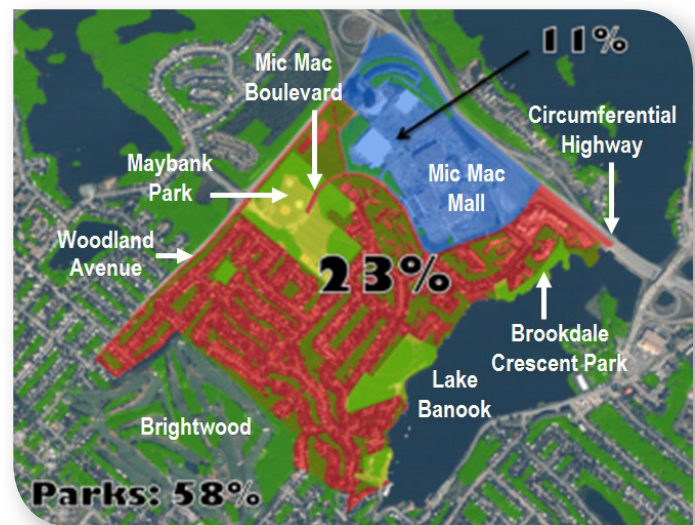 11%
Mic Mac
Boulevard
Circumferential
Highway
Maybank
Park
Mic Mac
Mall
Woodland
Avenue
23%
Brookdale
Crescent Park
Lake
Banook
Brightwood
Parks: 58%